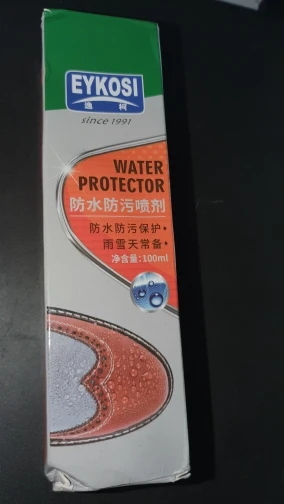 EYKOSI
逸柯
since 1991
WATER
PROTECTOR
防水防污喷剂
防水防污保护•
雨雪天常备•
净含量:100ml